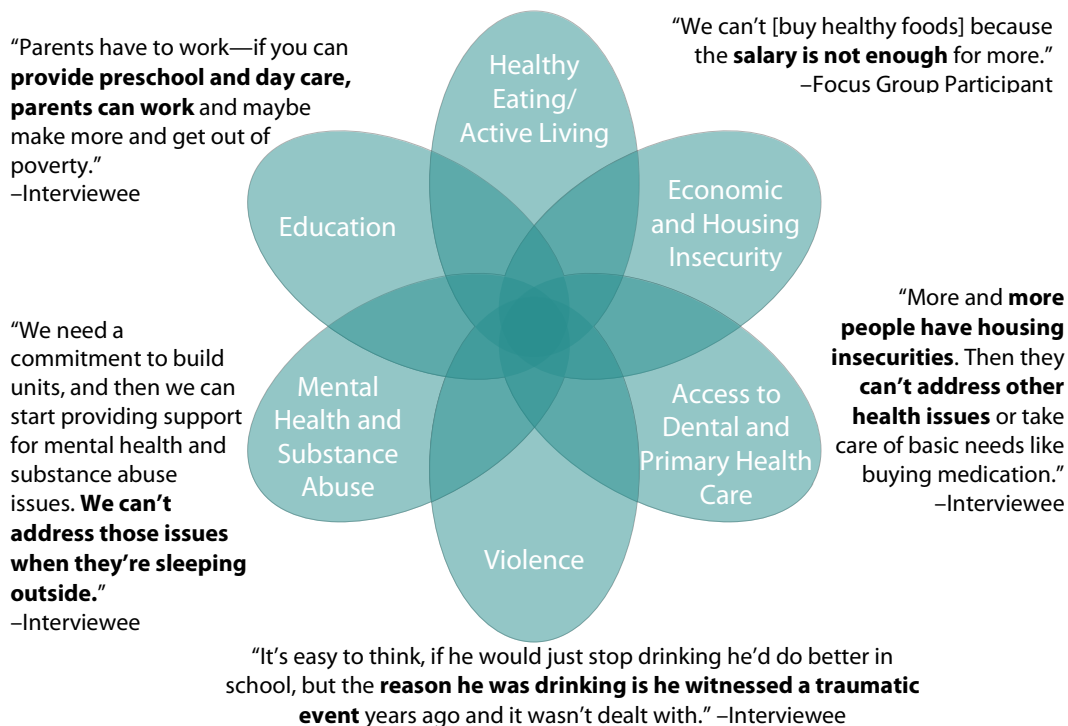 “Parents have to work—if you can
provide preschool and day care,
parents can work and maybe
make more and get out of
poverty.”
–Interviewee
“We can’t [buy healthy foods] because
the salary is not enough for more.”
–Focus Group Participant
Healthy
Eating/
Active Living
Education
Economic
and Housing
Insecurity
“We need a
commitment to build
units, and then we can
start providing support
for mental health and
substance abuse
issues. We can’t
address those issues
when they’re sleeping
outside.”
–Interviewee
Mental
Health and
Substance
Abuse
Access to
Dental and
Primary Health
Care
“More and more
people have housing
insecurities. Then they
can’t address other
health issues or take
care of basic needs like
buying medication.”
–Interviewee
Violence
“It’s easy to think, if he would just stop drinking he’d do better in
school, but the reason he was drinking is he witnessed a traumatic
event years ago and it wasn’t dealt with.” –Interviewee